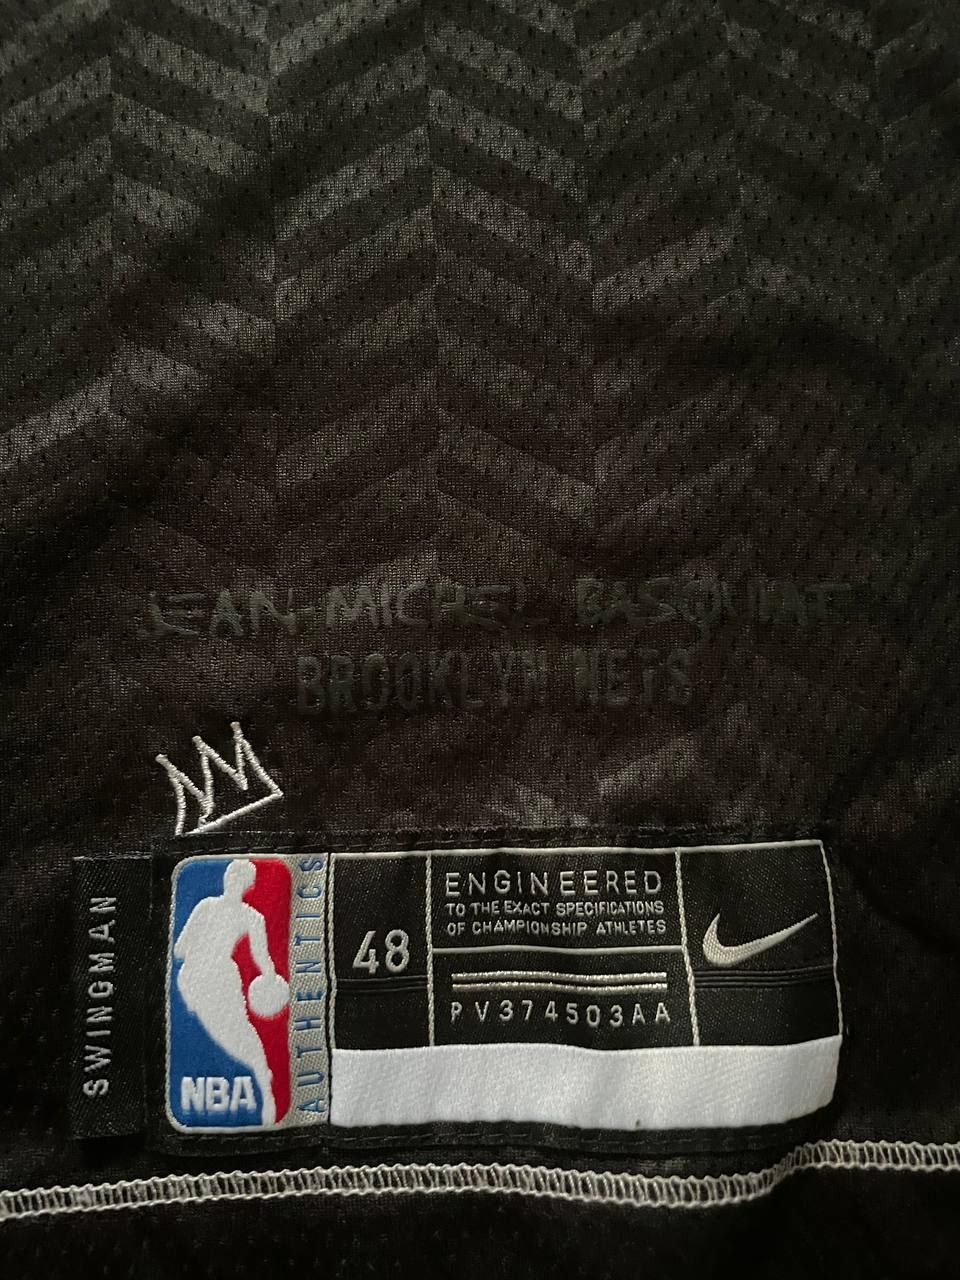 JEAN-MICHEL BASQUIAT
BROOKLYN NETS
SWINGMAN
NBA
AUTHENTICS
48
ENGINEERED
TO THE EXACT SPECIFICATIONS
OF CHAMPIONSHIP ATHLETES
PV374503AA